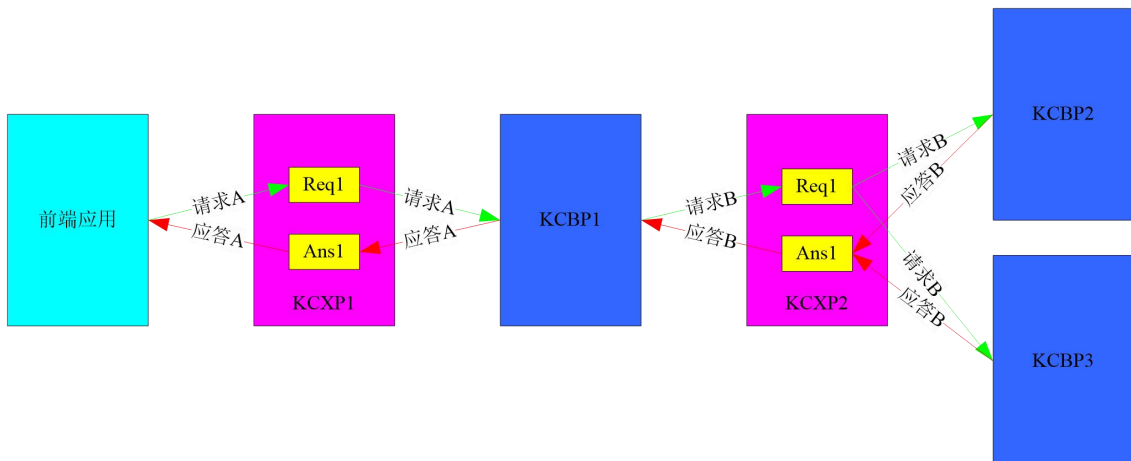 前端应用
请求A
应答A
Req1
Ans1
KCXP1
请求A
应答A
KCBP1
请求B
应答B
Req1
Ans1
KCXP2
请求B
应答B
请求B
应答B
KCBP2
KCBP3